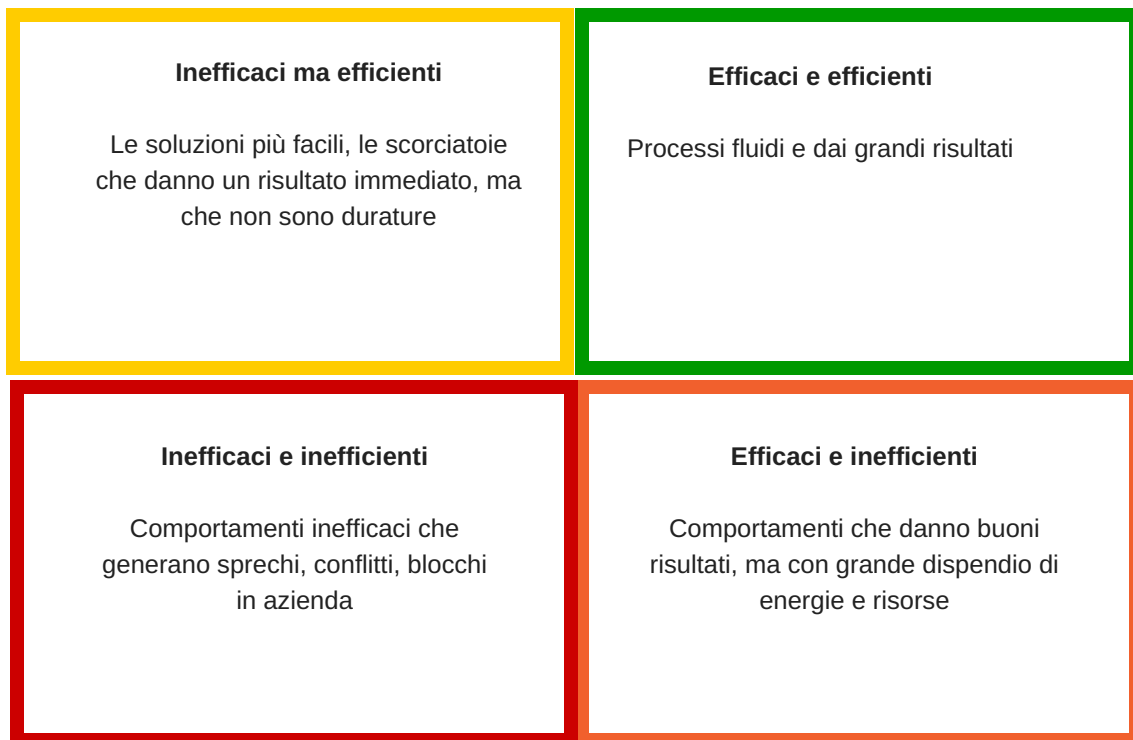 Inefficaci ma efficienti
Le soluzioni più facili, le scorciatoie
che danno un risultato immediato, ma
che non sono durature
Efficaci e efficienti
Processi fluidi e dai grandi risultati
Inefficaci e inefficienti
Comportamenti inefficaci che
generano sprechi, conflitti, blocchi
in azienda
Efficaci e inefficienti
Comportamenti che danno buoni
risultati, ma con grande dispendio di
energie e risorse